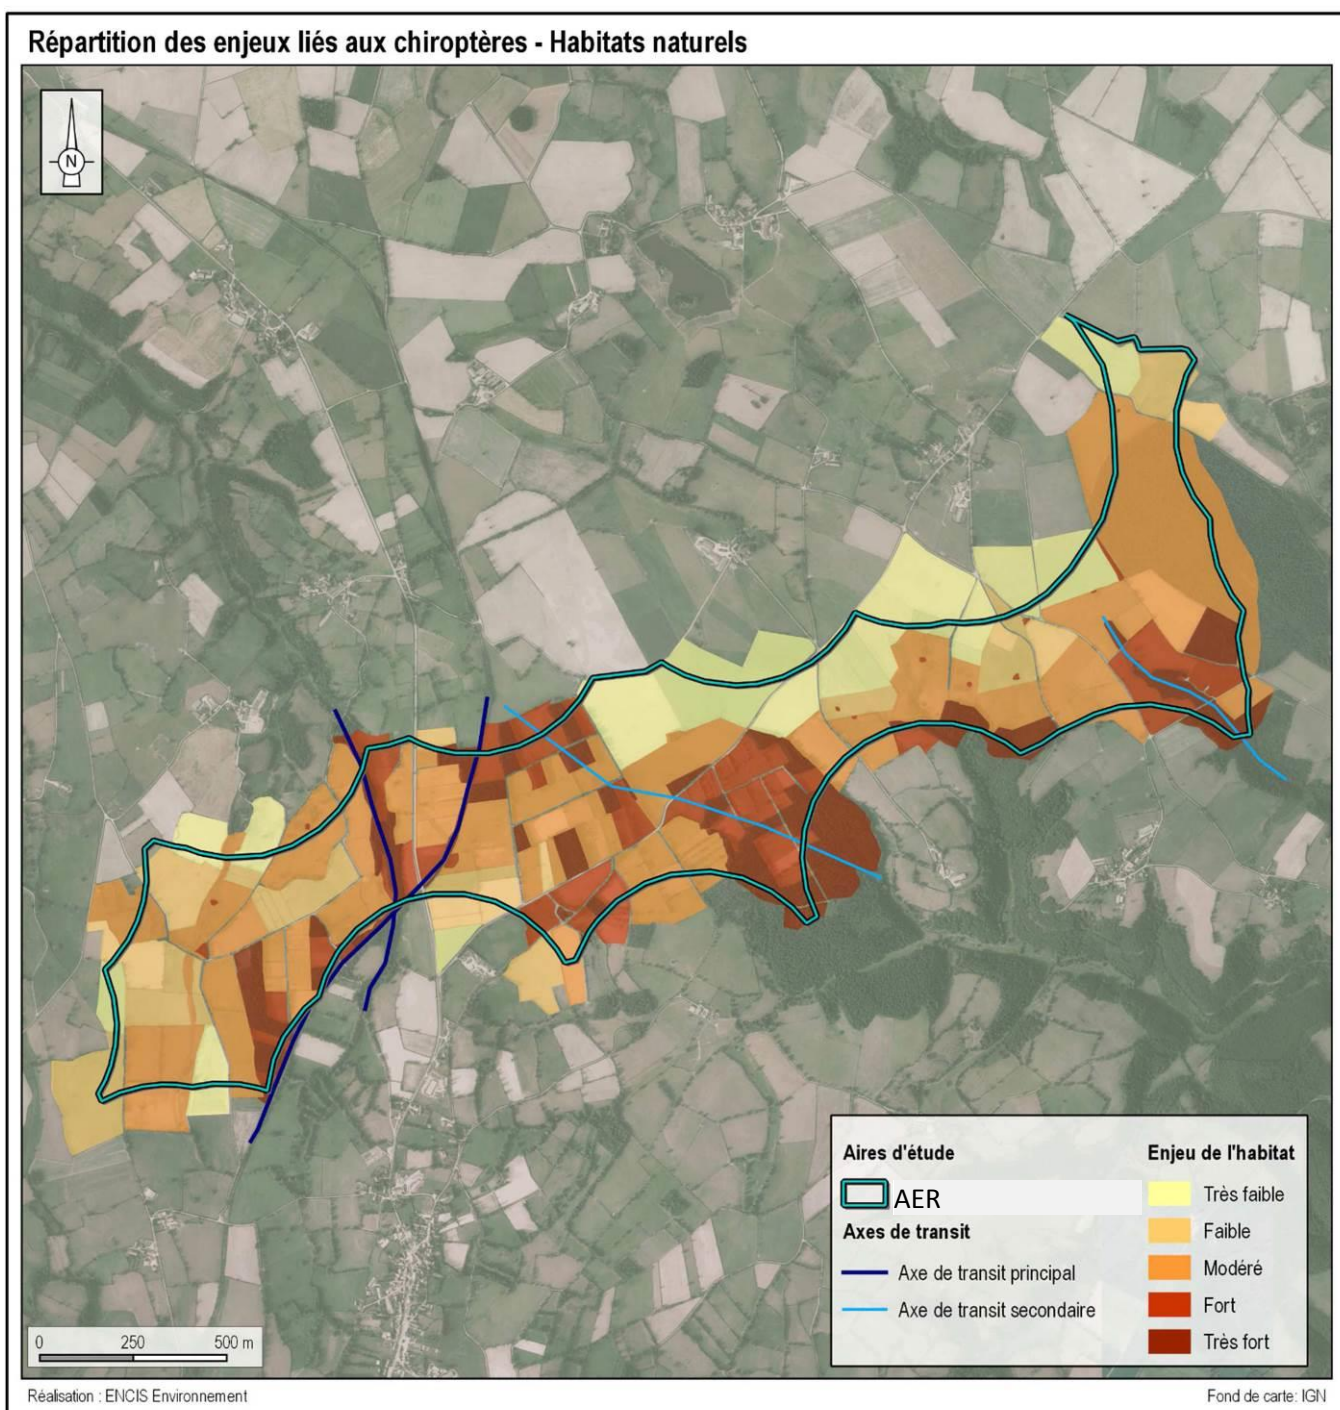 Répartition des enjeux liés aux chiroptères - Habitats naturels
N
Aires d'étude
AER
Axes de transit
Axe de transit principal
Axe de transit secondaire
Enjeu de l'habitat
Très faible
Faible
Modéré
Fort
Très fort
0 250 500 m
Réalisation : ENCIS Environnement
Fond de carte: IGN